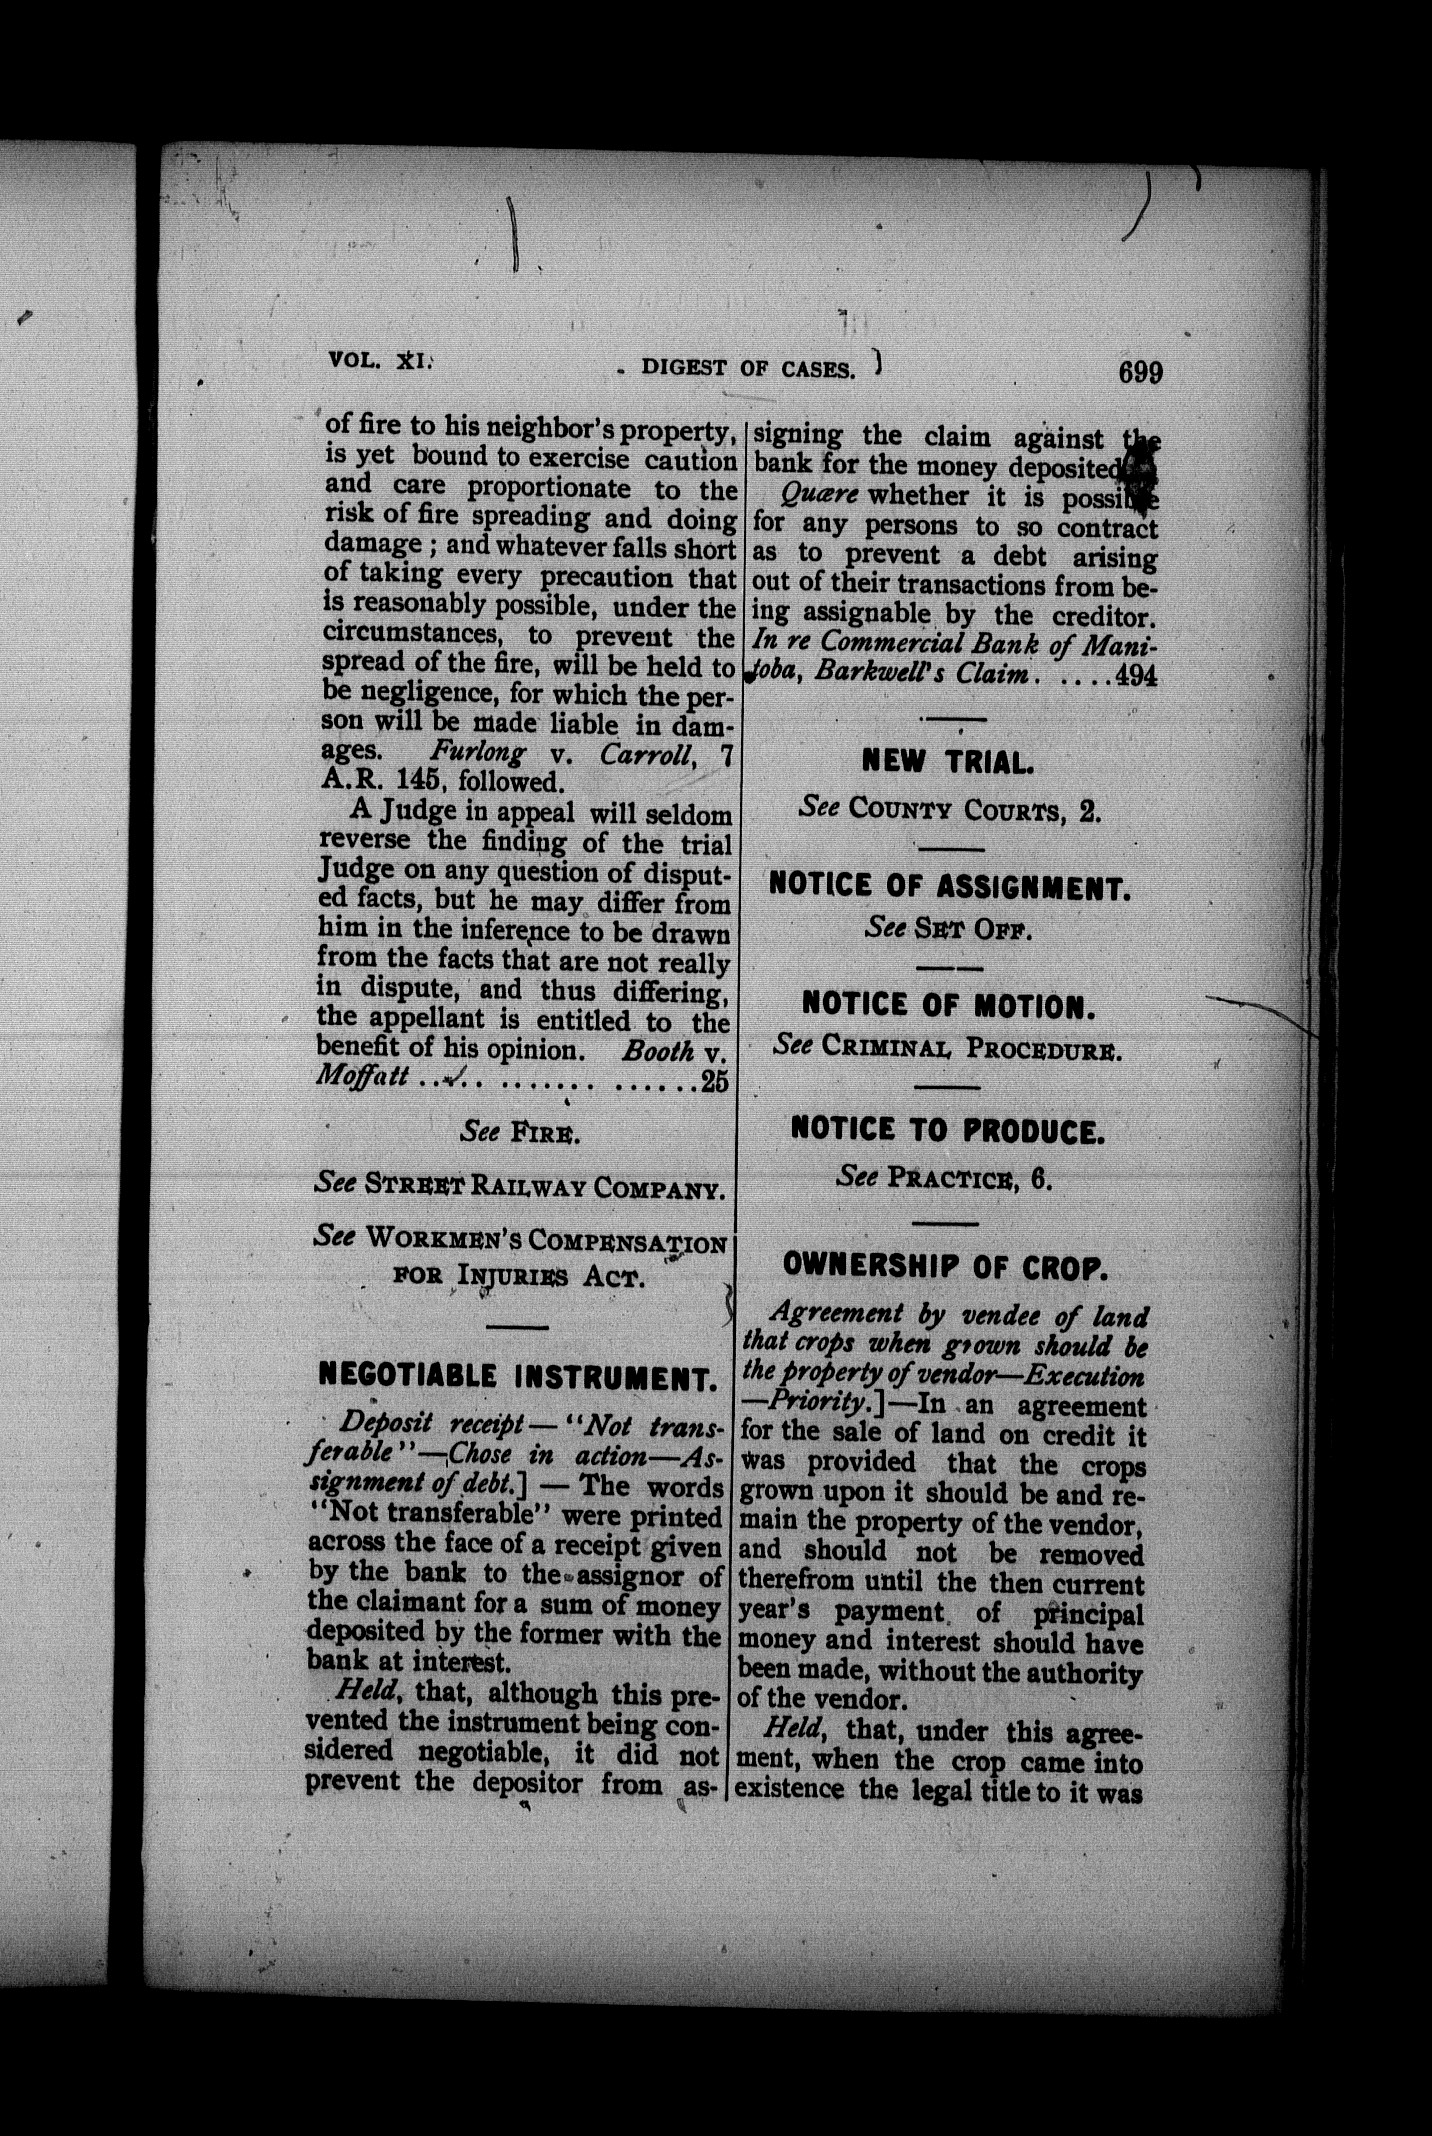 VOL. XI. DIGEST OF CASES. 699
of fire to his neighbor's property,
is yet bound to exercise caution
and care proportionate to the
risk of fire spreading and doing
damage ; and whatever falls short
of taking every precaution that
is reasonably possible, under the
circumstances, to prevent the
spread of the fire, will be held to
be negligence, for which the per-
son will be made liable in dam-
ages. Furlong v. Carroll, 7
A.R. 145, followed.
A Judge in appeal will seldom
reverse the finding of the trial
Judge on any question of disput-
ed facts, but he may differ from
him in the inference to be drawn
from the facts that are not really
in dispute, and thus differing,
the appellant is entitled to the
benefit of his opinion. Booth v.
Moffatt .. .. ....... ......25
See FIRE.
See STREET RAILWAY COMPANY.
See WORKMEN'S COMPENSATION
FOR INJURIES ACT.
NEGOTIABLE INSTRUMENT.
Deposit receipt— "Not trans-
ferable"—Chose in action—As-
signment of debt.] — The words
"Not transferable" were printed
across the face of a receipt given
by the bank to the assignor of
the claimant for a sum of money
deposited by the former with the
bank at interest.
Held, that, although this pre-
vented the instrument being con-
sidered negotiable, it did not
prevent the depositor from as-
signing the claim against the
bank for the money deposited
Quære whether it is possible
for any persons to so contract
as to prevent a debt arising
out of their transactions from be-
ing assignable by the creditor.
In re Commercial Bank of Mani-
toba, Barkwell's Claim. ....494
NEW TRIAL.
See COUNTY COURTS, 2.
NOTICE OF ASSIGNMENT.
See SET OFF.
NOTICE OF MOTION.
See CRIMINAL PROCEDURE.
NOTICE TO PRODUCE.
See PRACTICE, 6.
OWNERSHIP OF CROP.
Agreement by vendee of land
that crops when grown should be
the property of vendor—Execution
—Priority.]—In an agreement
for the sale of land on credit it
was provided that the crops
grown upon it should be and re-
main the property of the vendor,
and should not be removed
therefrom until the then current
year's payment of principal
money and interest should have
been made, without the authority
of the vendor.
Held, that, under this agree-
ment, when the crop came into
existence the legal title to it was